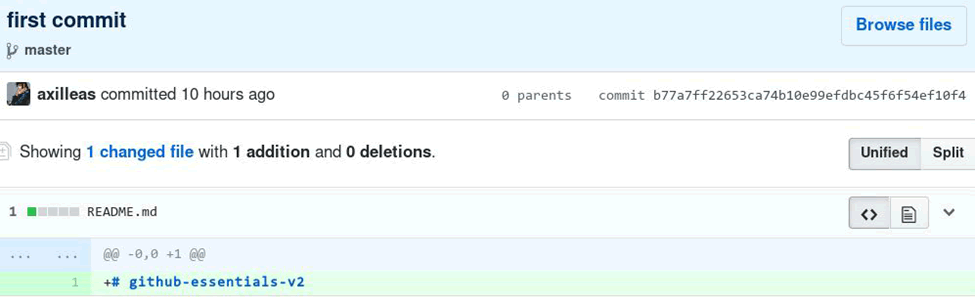 first commit
Browse files
master
axilleas committed 10 hours ago 0 parents commit b77a7ff22653ca74b10e99efdbc45f6f54ef10f4
Showing 1 changed file with 1 addition and 0 deletions.
Unified Split
1 README.md <>
... ... @@ -0,0 +1 @@
1 +# github-essentials-v2